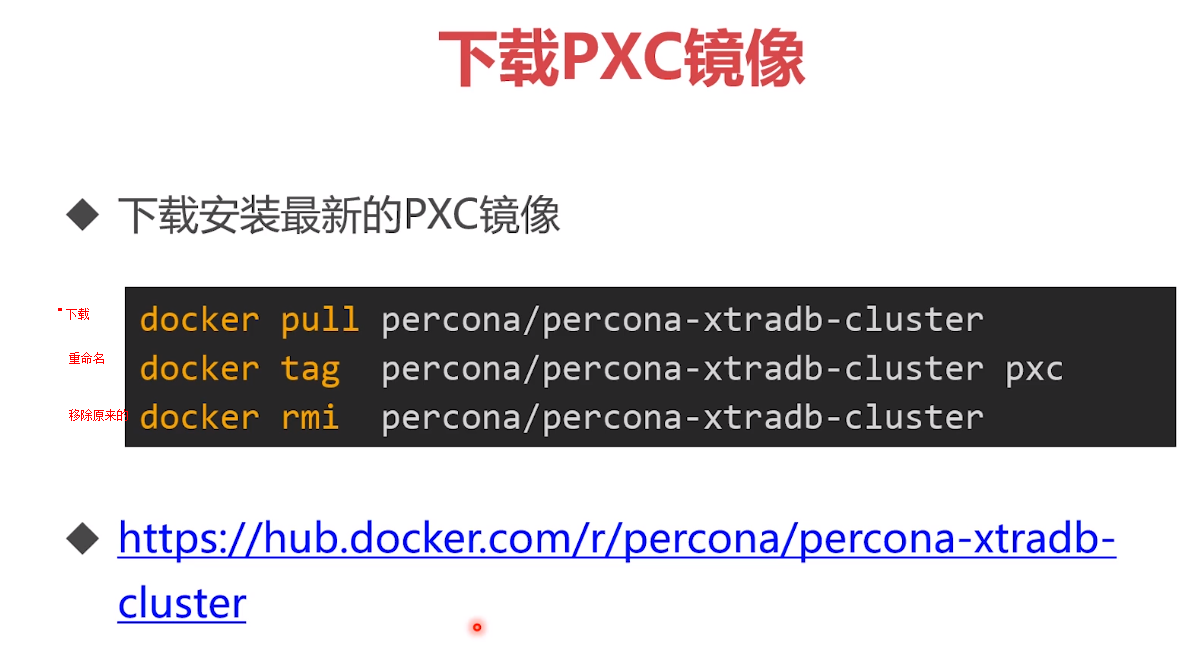 下载PXC镜像
下载安装最新的PXC镜像
下载
docker pull percona/percona-xtradb-cluster
重命名
docker tag percona/percona-xtradb-cluster pxc
移除原来的
docker rmi percona/percona-xtradb-cluster
https://hub.docker.com/r/percona/percona-xtradb-
cluster